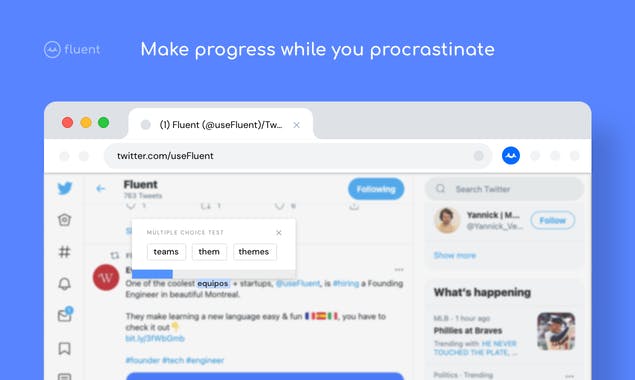 fluent
Make progress while you procrastinate
(1) Fluent (@useFluent)/Tw...
twitter.com/useFluent
Fluent
763 Tweets
Following
Search Twitter
1
1
6
Yannick | M...
@Yannick_Ve...
Follow
Show more
MULTIPLE CHOICE TEST
teams
them
themes
One of the coolest equipos + startups, @useFluent, is #hiring a Founding
Engineer in beautiful Montreal.
They make learning a new language easy & fun 🇫🇷🇪🇸🇮🇹, you have to
check it out👇
bit.ly/3fWbGmb
#founder #tech #engineer
What's happening
MLB · 1 hour ago
Phillies at Braves
Trending with HE NEVER
TOUCHED THE PLATE, ...
Politics · Trending